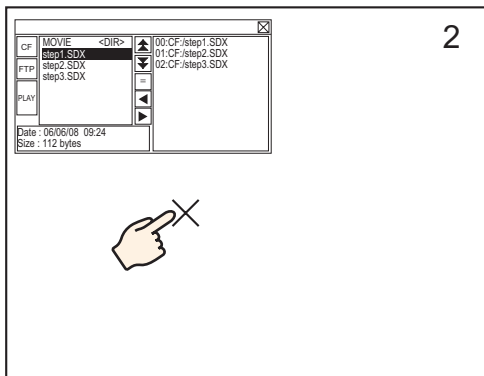 2
CF
FTP
PLAY
MOVIE <DIR>
step1.SDX
step2.SDX
step3.SDX
=
00:CF:/step1.SDX
01:CF:/step2.SDX
02:CF:/step3.SDX
Date : 06/06/08 09:24
Size : 112 bytes